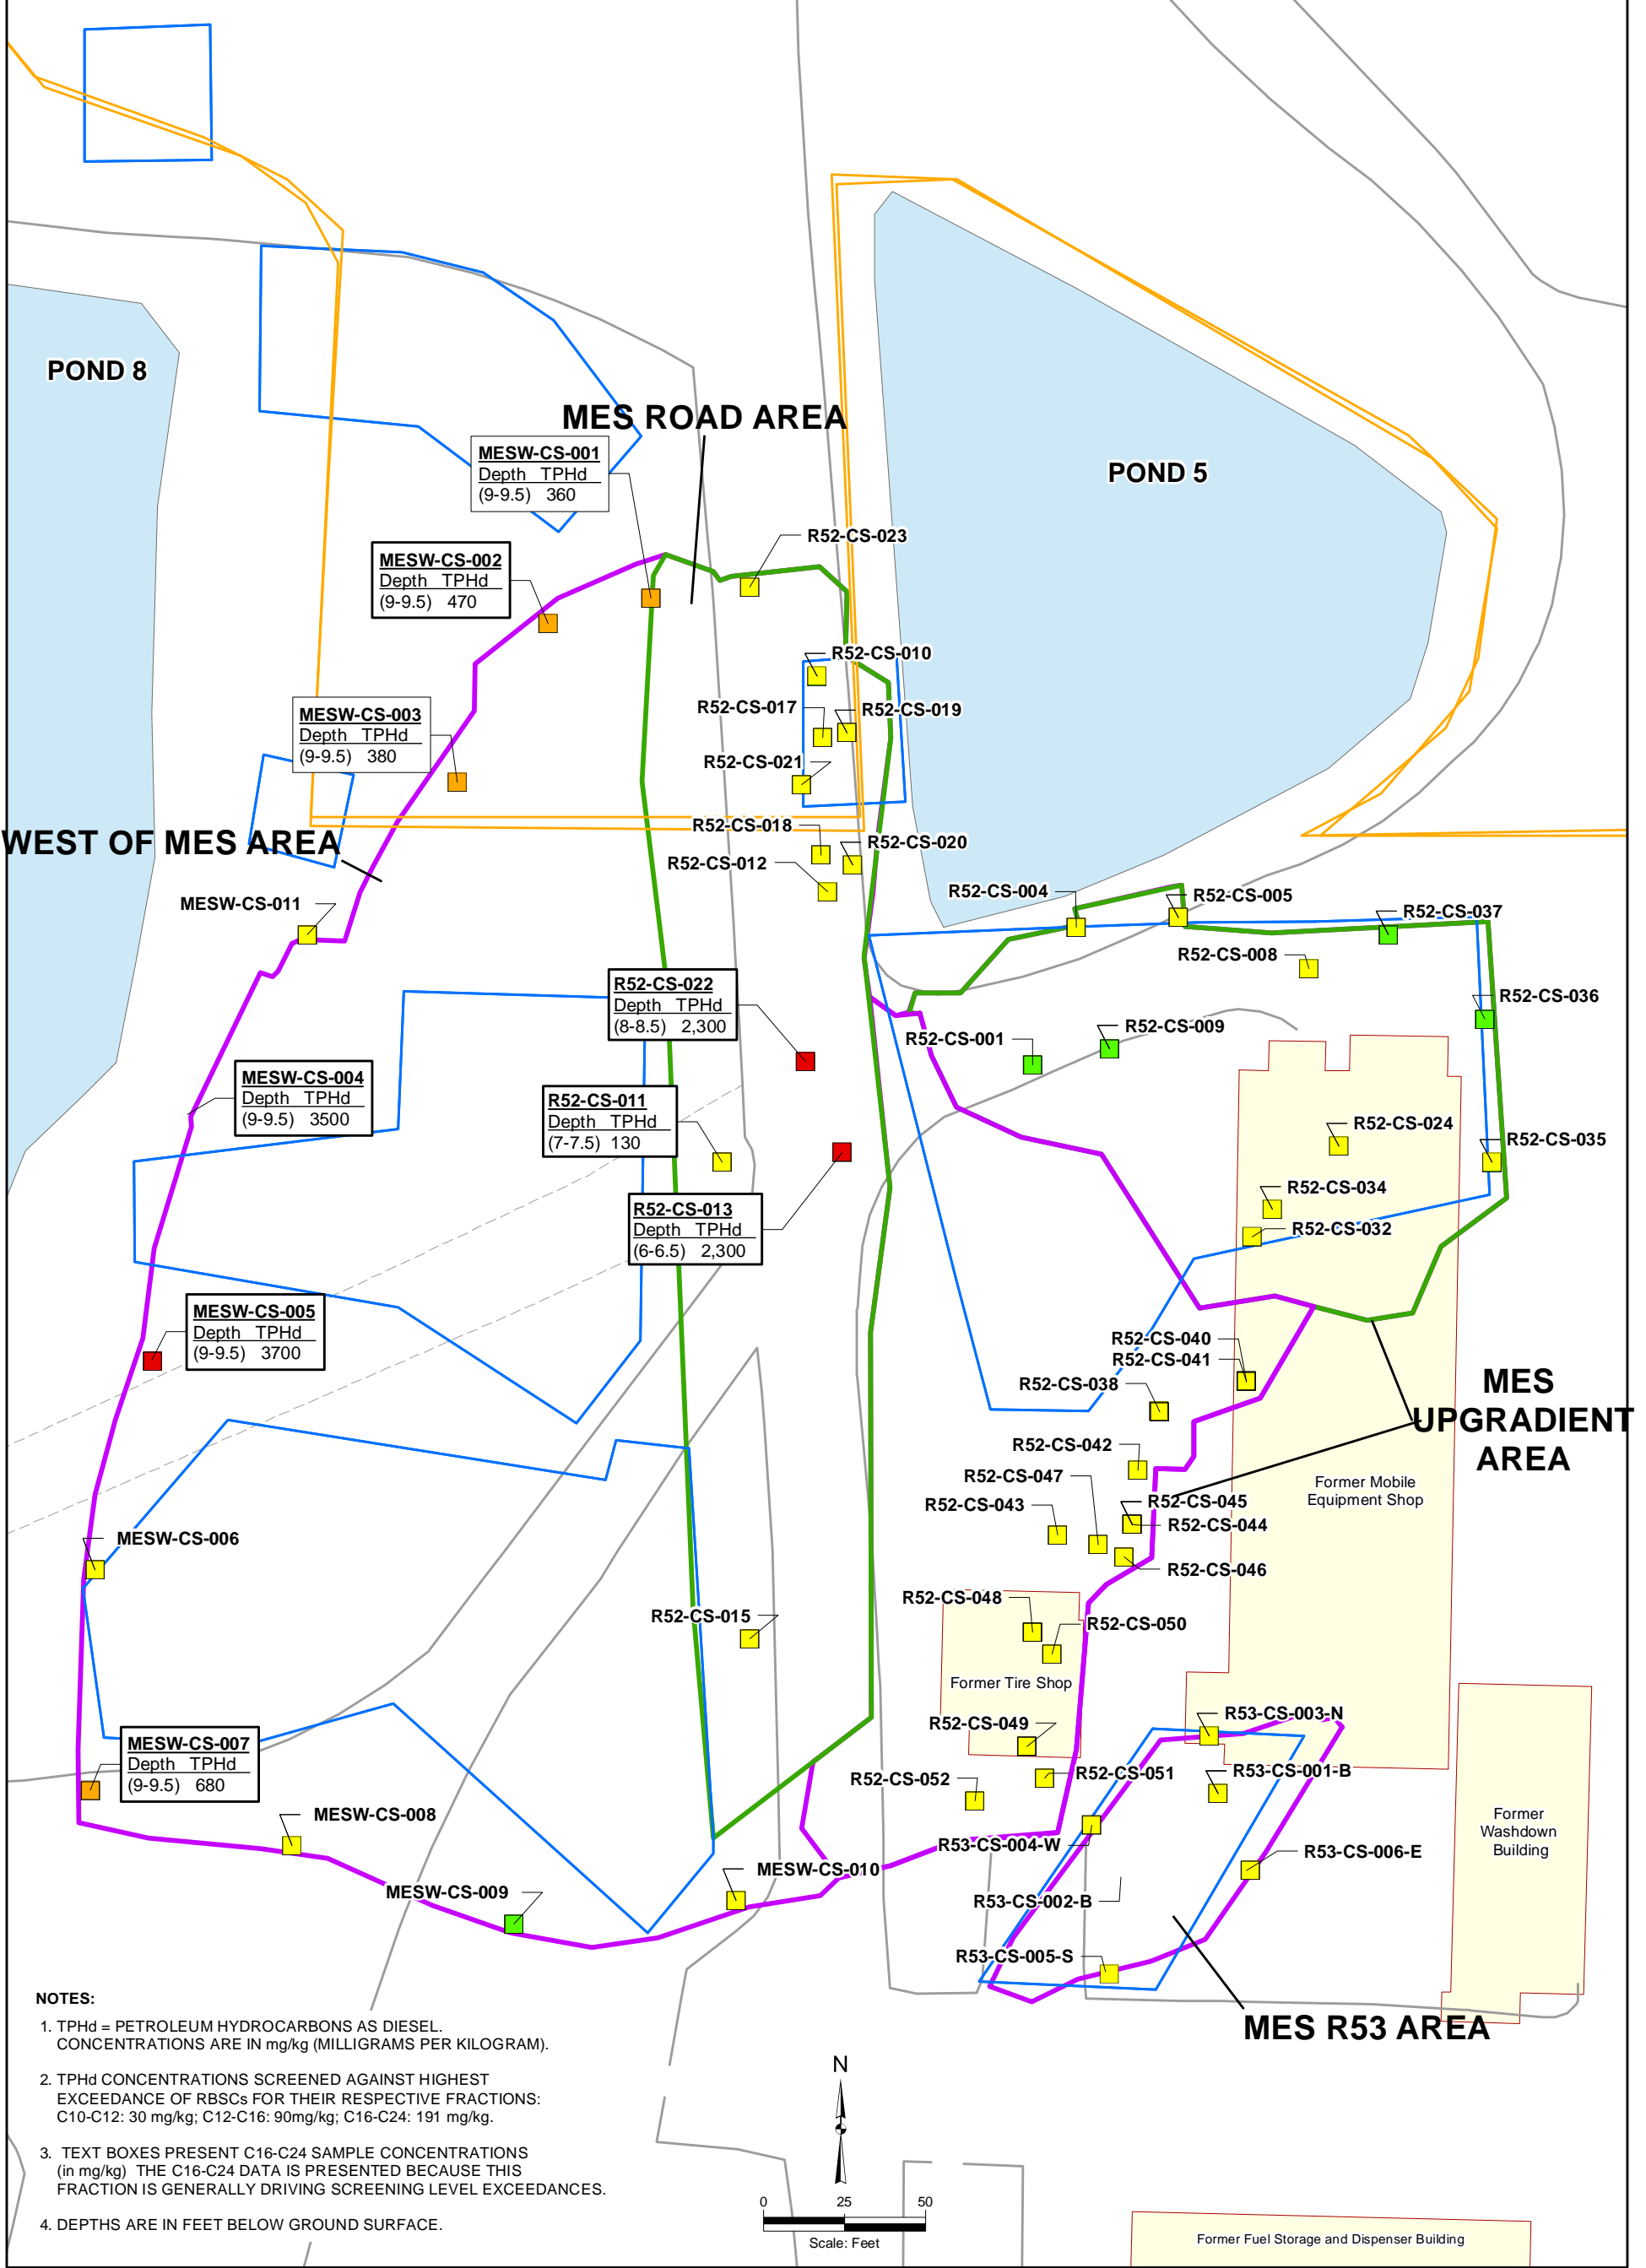 POND 8
MES ROAD AREA
POND 5
MESW-CS-001
Depth TPHd
(9-9.5) 360
R52-CS-023
MESW-CS-002
Depth TPHd
(9-9.5) 470
R52-CS-010
R52-CS-017
R52-CS-019
MESW-CS-003
Depth TPHd
(9-9.5) 380
R52-CS-021
R52-CS-018
WEST OF MES AREA
R52-CS-020
R52-CS-012
R52-CS-004
R52-CS-005
MESW-CS-011
R52-CS-037
R52-CS-008
R52-CS-022
Depth TPHd
(8-8.5) 2,300
R52-CS-036
R52-CS-009
R52-CS-001
MESW-CS-004
Depth TPHd
(9-9.5) 3500
R52-CS-011
Depth TPHd
(7-7.5) 130
R52-CS-024
R52-CS-035
R52-CS-034
R52-CS-013
Depth TPHd
(6-6.5) 2,300
R52-CS-032
MESW-CS-005
Depth TPHd
(9-9.5) 3700
R52-CS-040
R52-CS-041
R52-CS-038
MES
UPGRADIENT
AREA
R52-CS-042
R52-CS-047
Former Mobile
Equipment Shop
R52-CS-043
R52-CS-045
R52-CS-044
MESW-CS-006
R52-CS-046
R52-CS-048
R52-CS-015
R52-CS-050
Former Tire Shop
R53-CS-003-N
R52-CS-049
MESW-CS-007
Depth TPHd
(9-9.5) 680
R53-CS-001-B
R52-CS-051
R52-CS-052
MESW-CS-008
Former
Washdown
Building
R53-CS-004-W
R53-CS-006-E
MESW-CS-010
MESW-CS-009
R53-CS-002-B
R53-CS-005-S
MES R53 AREA
NOTES:
1. TPHd = PETROLEUM HYDROCARBONS AS DIESEL.
CONCENTRATIONS ARE IN mg/kg (MILLIGRAMS PER KILOGRAM).
2. TPHd CONCENTRATIONS SCREENED AGAINST HIGHEST
EXCEEDANCE OF RBSCs FOR THEIR RESPECTIVE FRACTIONS:
C10-C12: 30 mg/kg; C12-C16: 90mg/kg; C16-C24: 191 mg/kg.
3. TEXT BOXES PRESENT C16-C24 SAMPLE CONCENTRATIONS
(in mg/kg) THE C16-C24 DATA IS PRESENTED BECAUSE THIS
FRACTION IS GENERALLY DRIVING SCREENING LEVEL EXCEEDANCES.
4. DEPTHS ARE IN FEET BELOW GROUND SURFACE.
N
0 25 50
Scale: Feet
Former Fuel Storage and Dispenser Building